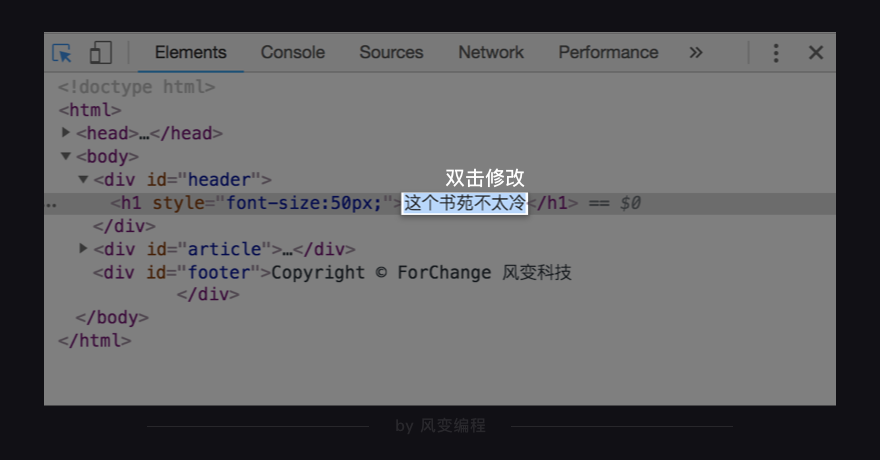 Elements Console Sources Network Performance »
<!doctype html>
<html>
<head>…</head>
<body>
<div id="header">
双击修改
<h1 style="font-size:50px;">这个书苑不太冷</h1> == $0
</div>
<div id="article">…</div>
<div id="footer">Copyright © ForChange 风变科技
</div>
</body>
</html>
by 风变编程